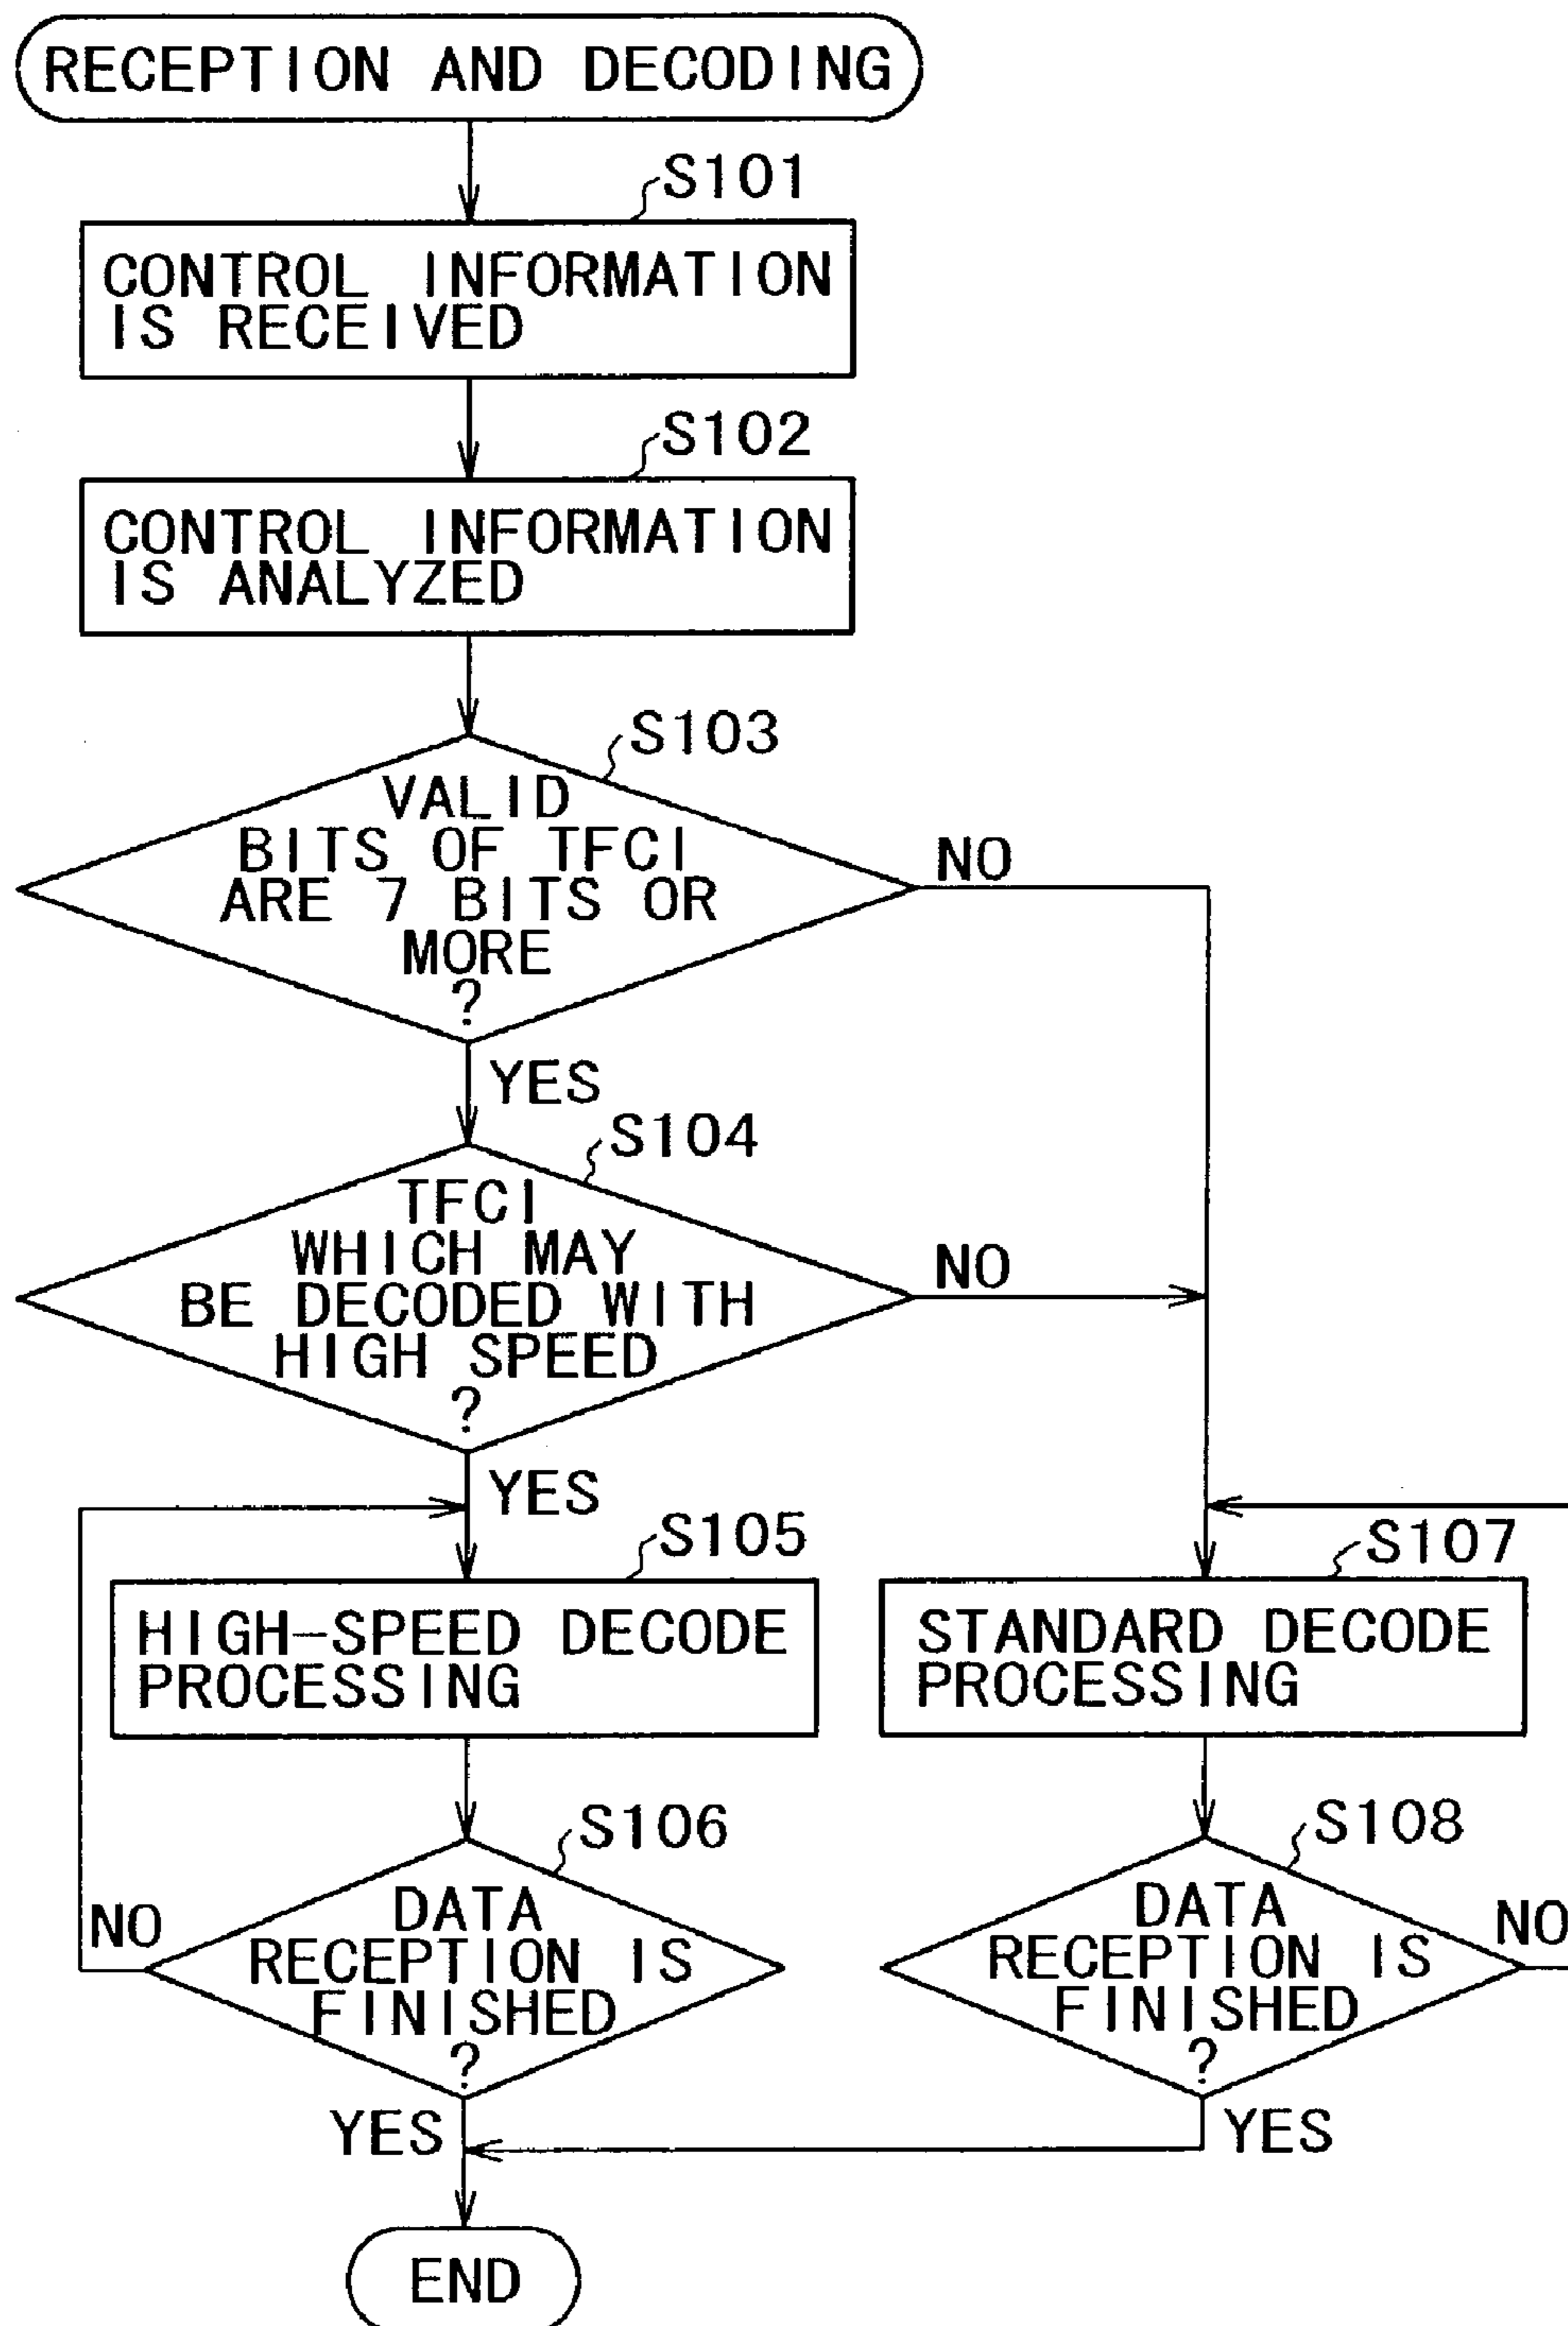 RECEPTION AND DECODING
S101
CONTROL INFORMATION
IS RECEIVED
S102
CONTROL INFORMATION
IS ANALYZED
S103
VALID
BITS OF TFCI
ARE 7 BITS OR
MORE
?
NO
YES
S104
TFCI
WHICH MAY
BE DECODED WITH
HIGH SPEED
?
NO
YES
S105
HIGH-SPEED DECODE
PROCESSING
S107
STANDARD DECODE
PROCESSING
S106
DATA
RECEPTION IS
FINISHED
?
NO
YES
S108
DATA
RECEPTION IS
FINISHED
?
NO
YES
END